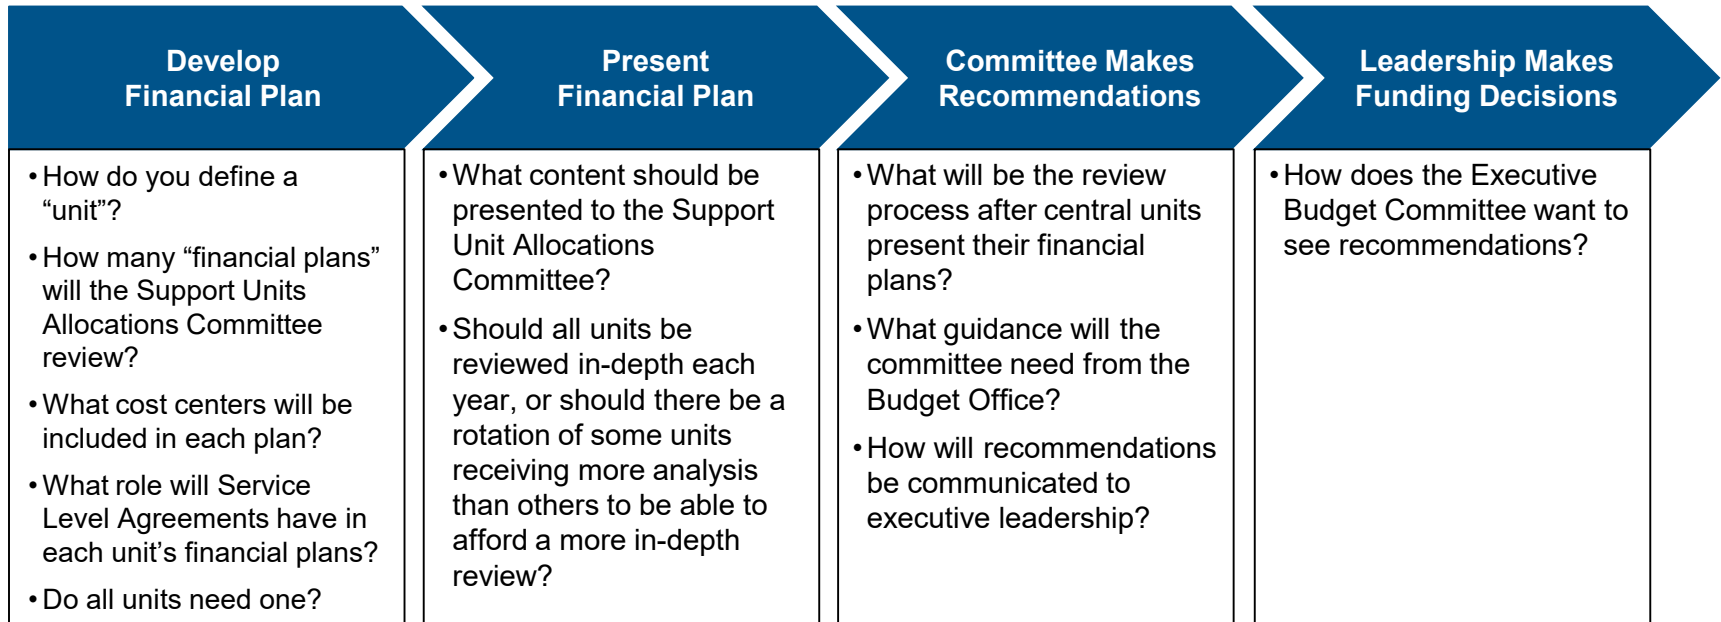 Develop
Financial Plan
• How do you define a
“unit”?
• How many “financial plans”
will the Support Units
Allocations Committee
review?
• What cost centers will be
included in each plan?
• What role will Service
Level Agreements have in
each unit’s financial plans?
• Do all units need one?
Present
Financial Plan
• What content should be
presented to the Support
Unit Allocations
Committee?
• Should all units be
reviewed in-depth each
year, or should there be a
rotation of some units
receiving more analysis
than others to be able to
afford a more in-depth
review?
Committee Makes
Recommendations
• What will be the review
process after central units
present their financial
plans?
• What guidance will the
committee need from the
Budget Office?
• How will recommendations
be communicated to
executive leadership?
Leadership Makes
Funding Decisions
• How does the Executive
Budget Committee want to
see recommendations?